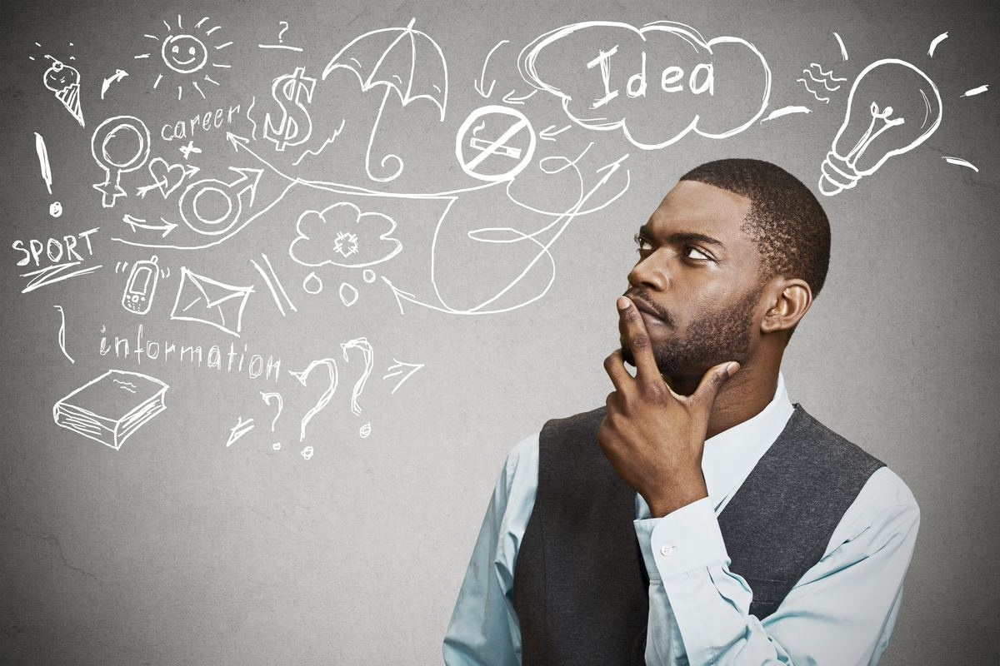 ?
$
Idea
career
!
SPORT
information
? ? ?